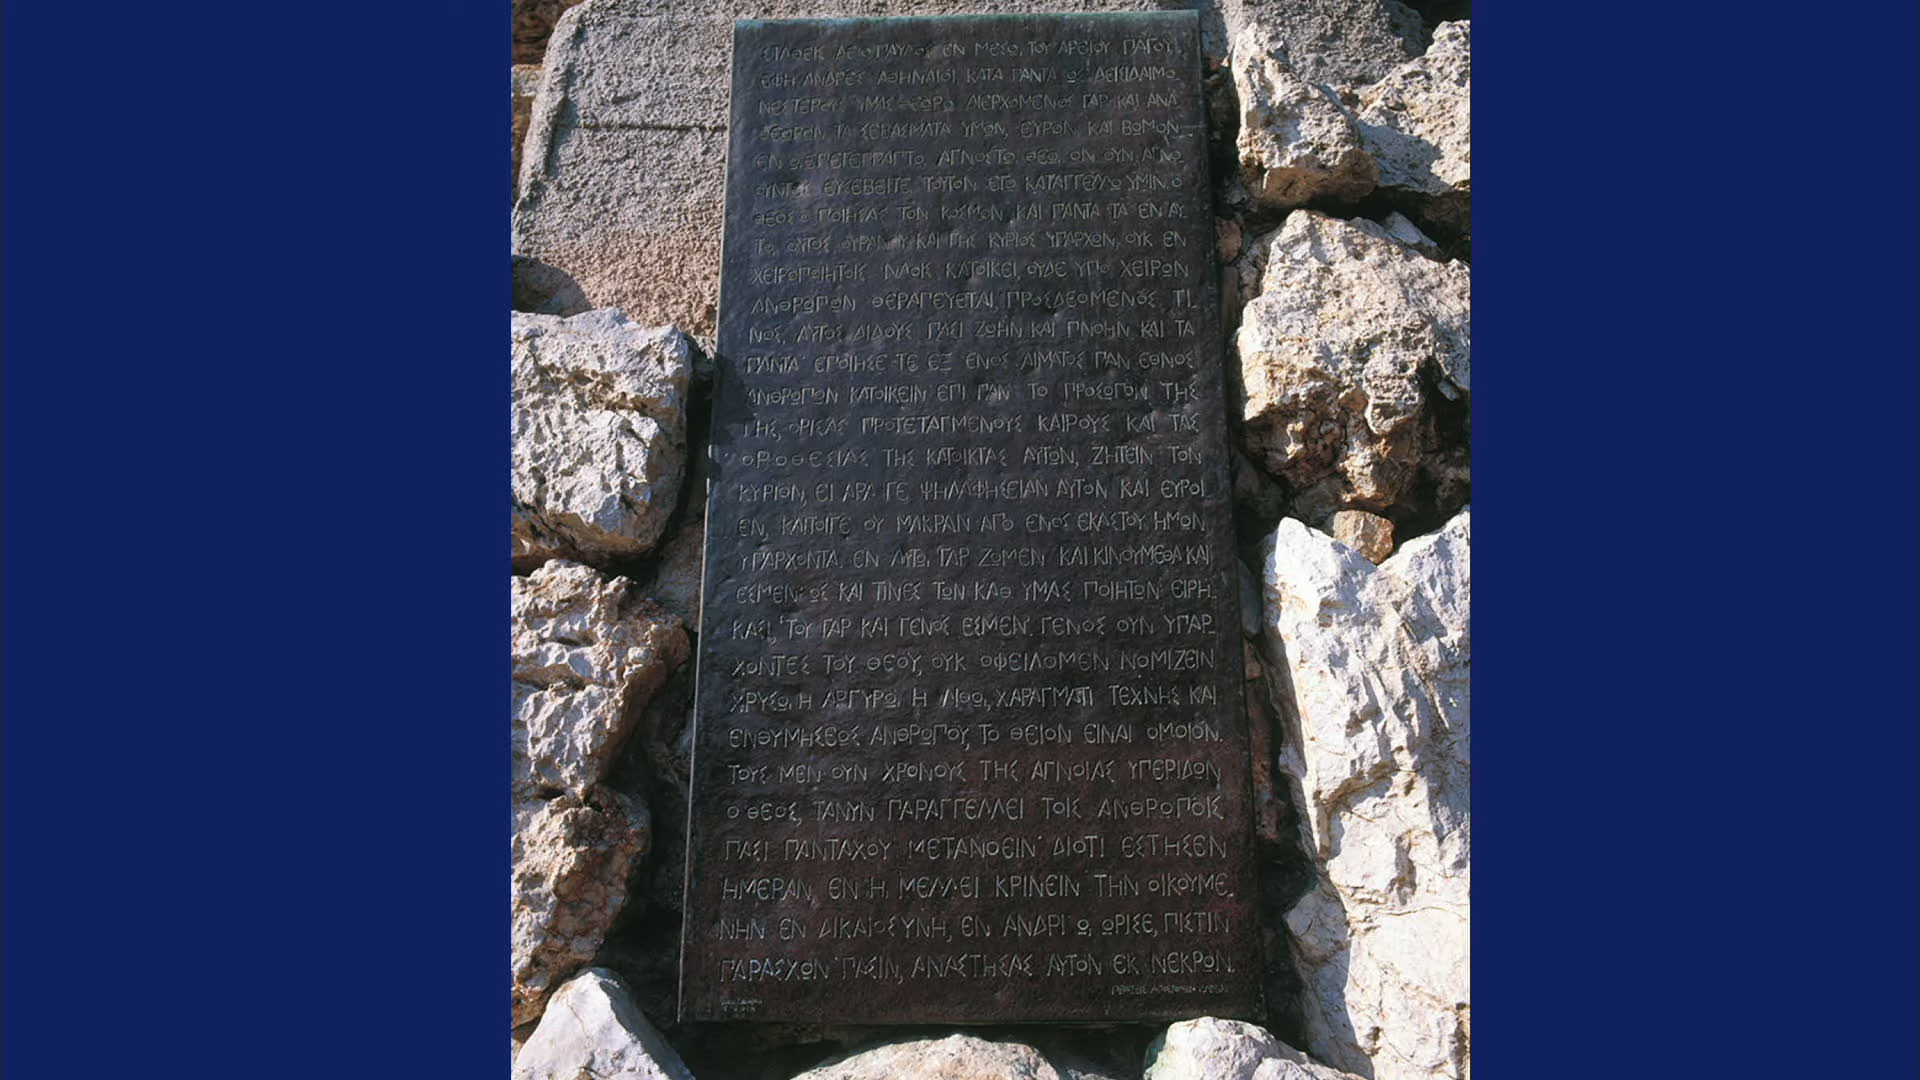 ΣΤΑΘΕΙΣ ΔΕ Ο ΠΑΥΛΟΣ ΕΝ ΜΕΣΩ, ΤΟΥ ΑΡΕΙΟΥ ΠΑΓΟΥ,
ΕΦΗ ΑΝΔΡΕΣ ΑΘΗΝΑΙΟΙ ΚΑΤΑ ΠΑΝΤΑ ΩΣ ΔΕΙΣΙΔΑΙΜΟ_
ΝΕΣΤΕΡΟΥΣ ΥΜΑΣ ΘΕΩΡΩ. ΔΙΕΡΧΟΜΕΝΟΣ ΓΑΡ ΚΑΙ ΑΝΑ_
ΘΕΩΡΩΝ ΤΑ ΣΕΒΑΣΜΑΤΑ ΥΜΩΝ, ΕΥΡΟΝ ΚΑΙ ΒΩΜΟΝ
ΕΝ Ω, ΕΠΕΓΕΓΡΑΠΤΟ, ΑΓΝΩΣΤΩ, ΘΕΩ, ΟΝ ΟΥΝ, ΑΓΝΟ_
ΟΥΝΤΕΣ ΕΥΣΕΒΕΙΤΕ, ΤΟΥΤΟΝ ΕΓΩ ΚΑΤΑΓΓΕΛΛΩ ΥΜΙΝ. Ο
ΘΕΟΣ Ο ΠΟΙΗΣΑΣ ΤΟΝ ΚΟΣΜΟΝ ΚΑΙ ΠΑΝΤΑ ΤΑ ΕΝ ΑΥ_
ΤΩ, ΟΥΤΟΣ ΟΥΡΑΝΟΥ ΚΑΙ ΓΗΣ ΚΥΡΙΟΣ ΥΠΑΡΧΩΝ, ΟΥΚ ΕΝ
ΧΕΙΡΟΠΟΙΗΤΟΙΣ ΝΑΟΙΣ ΚΑΤΟΙΚΕΙ, ΟΥΔΕ ΥΠΟ ΧΕΙΡΩΝ
ΑΝΘΡΩΠΩΝ ΘΕΡΑΠΕΥΕΤΑΙ, ΠΡΟΣΔΕΟΜΕΝΟΣ ΤΙ_
ΝΟΣ, ΑΥΤΟΣ ΔΙΔΟΥΣ ΠΑΣΙ ΖΩΗΝ ΚΑΙ ΠΝΟΗΝ ΚΑΙ ΤΑ
ΠΑΝΤΑ· ΕΠΟΙΗΣΕ ΤΕ ΕΞ ΕΝΟΣ ΑΙΜΑΤΟΣ ΠΑΝ ΕΘΝΟΣ
ΑΝΘΡΩΠΩΝ ΚΑΤΟΙΚΕΙΝ ΕΠΙ ΠΑΝ ΤΟ ΠΡΟΣΩΠΟΝ ΤΗΣ
ΓΗΣ, ΟΡΙΣΑΣ ΠΡΟΤΕΤΑΓΜΕΝΟΥΣ ΚΑΙΡΟΥΣ ΚΑΙ ΤΑΣ
ΟΡΟΘΕΣΙΑΣ ΤΗΣ ΚΑΤΟΙΚΙΑΣ ΑΥΤΩΝ, ΖΗΤΕΙΝ ΤΟΝ
ΚΥΡΙΟΝ, ΕΙ ΑΡΑ ΓΕ ΨΗΛΑΦΗΣΕΙΑΝ ΑΥΤΟΝ ΚΑΙ ΕΥΡΟΙ_
ΕΝ, ΚΑΙΤΟΙΓΕ ΟΥ ΜΑΚΡΑΝ ΑΠΟ ΕΝΟΣ ΕΚΑΣΤΟΥ ΗΜΩΝ
ΥΠΑΡΧΟΝΤΑ. ΕΝ ΑΥΤΩ, ΓΑΡ ΖΩΜΕΝ ΚΑΙ ΚΙΝΟΥΜΕΘΑ ΚΑΙ
ΕΣΜΕΝ· ΩΣ ΚΑΙ ΤΙΝΕΣ ΤΩΝ ΚΑΘ ΥΜΑΣ ΠΟΙΗΤΩΝ ΕΙΡΗ_
ΚΑΣΙ, ΤΟΥ ΓΑΡ ΚΑΙ ΓΕΝΟΣ ΕΣΜΕΝ. ΓΕΝΟΣ ΟΥΝ ΥΠΑΡ_
ΧΟΝΤΕΣ ΤΟΥ ΘΕΟΥ, ΟΥΚ ΟΦΕΙΛΟΜΕΝ ΝΟΜΙΖΕΙΝ
ΧΡΥΣΩ, Η ΑΡΓΥΡΩ, Η ΛΙΘΩ, ΧΑΡΑΓΜΑΤΙ ΤΕΧΝΗΣ ΚΑΙ
ΕΝΘΥΜΗΣΕΩΣ ΑΝΘΡΩΠΟΥ, ΤΟ ΘΕΙΟΝ ΕΙΝΑΙ ΟΜΟΙΟΝ.
ΤΟΥΣ ΜΕΝ ΟΥΝ ΧΡΟΝΟΥΣ ΤΗΣ ΑΓΝΟΙΑΣ ΥΠΕΡΙΔΩΝ
Ο ΘΕΟΣ, ΤΑΝΥΝ ΠΑΡΑΓΓΕΛΛΕΙ ΤΟΙΣ ΑΝΘΡΩΠΟΙΣ
ΠΑΣΙ ΠΑΝΤΑΧΟΥ ΜΕΤΑΝΟΕΙΝ· ΔΙΟΤΙ ΕΣΤΗΣΕΝ
ΗΜΕΡΑΝ, ΕΝ Η, ΜΕΛΛΕΙ ΚΡΙΝΕΙΝ ΤΗΝ ΟΙΚΟΥΜΕ_
ΝΗΝ ΕΝ ΔΙΚΑΙΟΣΥΝΗ, ΕΝ ΑΝΔΡΙ Ω, ΩΡΙΣΕ, ΠΙΣΤΙΝ
ΠΑΡΑΣΧΩΝ ΠΑΣΙΝ, ΑΝΑΣΤΗΣΑΣ ΑΥΤΟΝ ΕΚ ΝΕΚΡΩΝ.